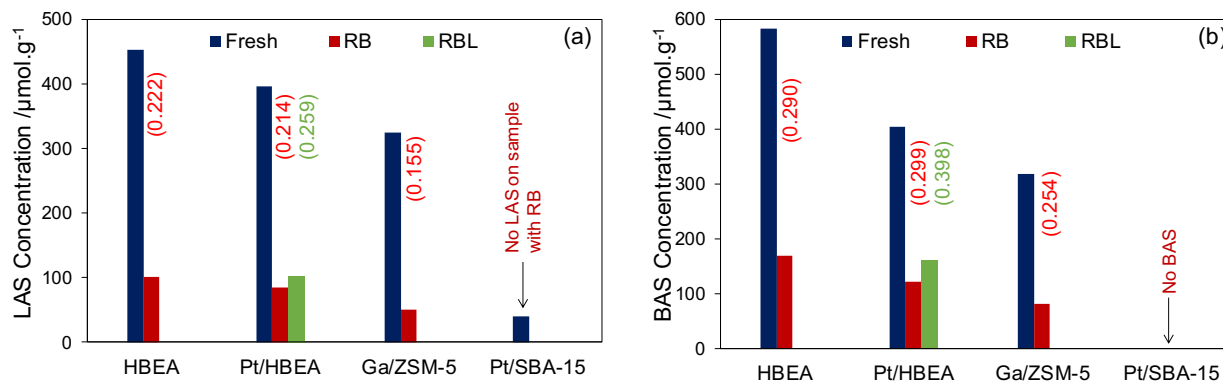 LAS Concentration /µmol.g⁻¹
500
400
300
200
100
0
(a)
Fresh RB RBL
(0.222)
(0.214)
(0.259)
(0.155)
No LAS on sample
with RB
HBEA Pt/HBEA Ga/ZSM-5 Pt/SBA-15
BAS Concentration /µmol.g⁻¹
600
500
400
300
200
100
0
(b)
Fresh RB RBL
(0.290)
(0.299)
(0.398)
(0.254)
No BAS
HBEA Pt/HBEA Ga/ZSM-5 Pt/SBA-15